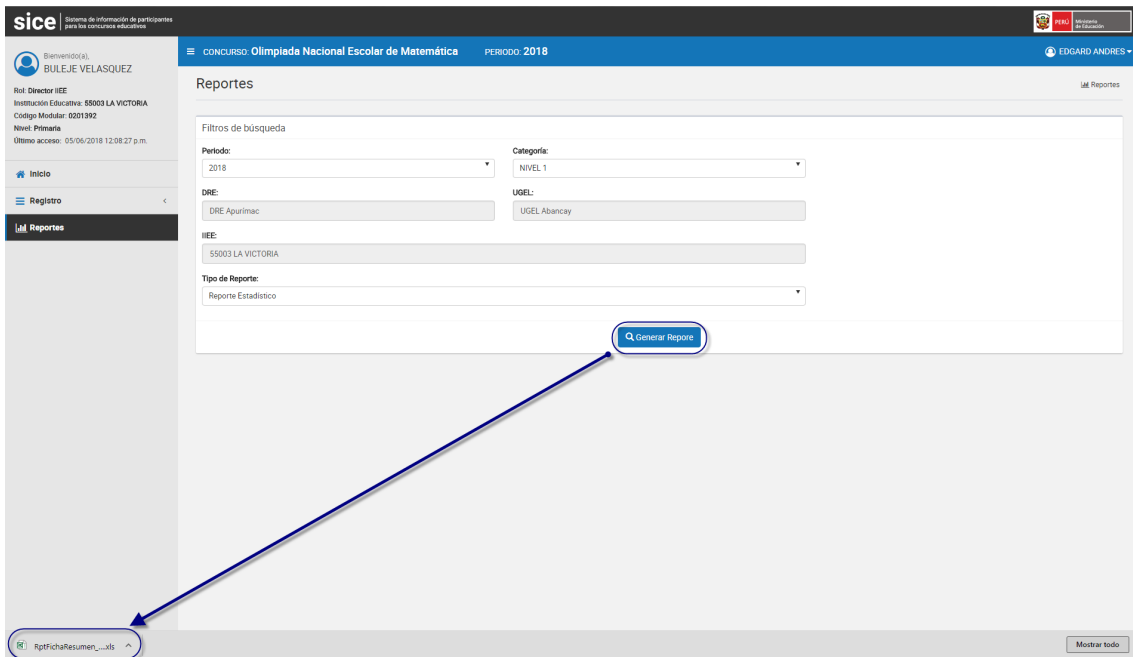 sice
Sistema de información de participantes
para los concursos educativos
PERÚ
Ministerio
de Educación
Bienvenido(a),
BULEJE VELASQUEZ
CONCURSO: Olimpiada Nacional Escolar de Matemática PERIODO: 2018
EDGARD ANDRES
Rol: Director IIEE
Institución Educativa: 55003 LA VICTORIA
Código Modular: 0201392
Nivel: Primaria
Último acceso: 05/06/2018 12:08:27 p.m.
Inicio
Registro
Reportes
Reportes
Reportes
Filtros de búsqueda
Periodo: Categoría:
2018 NIVEL 1
DRE: UGEL:
DRE Apurímac UGEL Abancay
IIEE:
55003 LA VICTORIA
Tipo de Reporte:
Reporte Estadístico
Generar Repore
RptFichaResumen_....xls
Mostrar todo